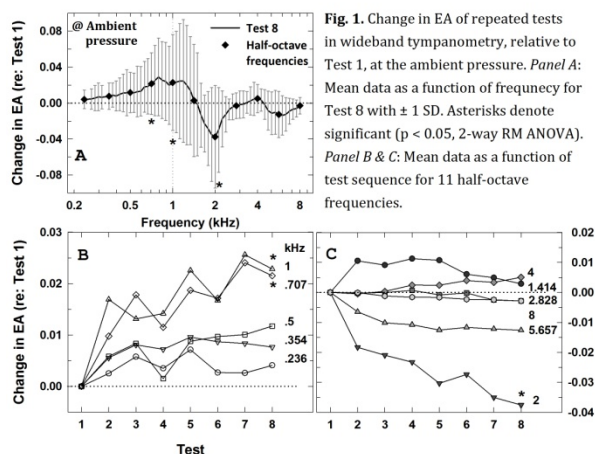 @ Ambient
pressure
Test 8
Half-octave
frequencies
0.08
0.04
0.00
-0.04
-0.08
Change in EA (re: Test 1)
A
*
*
*
0.2
0.5
1
2
4
8
Frequency (kHz)
Fig. 1. Change in EA of repeated tests
in wideband tympanometry, relative to
Test 1, at the ambient pressure. Panel A:
Mean data as a function of frequnecy for
Test 8 with ± 1 SD. Asterisks denote
significant (p < 0.05, 2-way RM ANOVA).
Panel B & C: Mean data as a function of
test sequence for 11 half-octave
frequencies.
0.03
0.02
0.01
0.00
Change in EA (re: Test 1)
B
kHz
*
1
.707
*
.5
.354
.236
1 2 3 4 5 6 7 8
Test
C
4
1.414
2.828
8
5.657
*
2
1 2 3 4 5 6 7 8
0.01
0.00
-0.01
-0.02
-0.03
-0.04
Change in EA (re: Test 1)